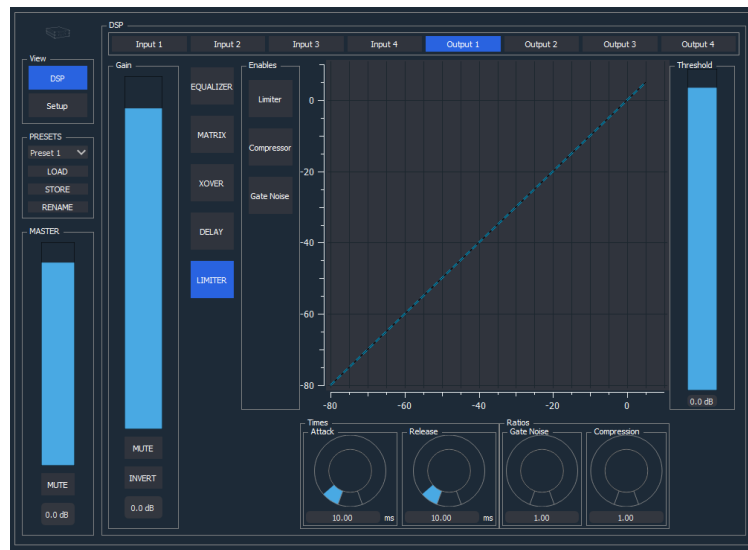 DSP
Input 1 Input 2 Input 3 Input 4 Output 1 Output 2 Output 3 Output 4
View
DSP
Setup
PRESETS
Preset 1
LOAD
STORE
RENAME
MASTER
MUTE
0.0 dB
Gain
MUTE
INVERT
0.0 dB
EQUALIZER
MATRIX
XOVER
DELAY
LIMITER
Enables
Limiter
Compressor
Gate Noise
0
-20
-40
-60
-80
-80 -60 -40 -20 0
Threshold
0.0 dB
Times
Attack
10.00 ms
Release
10.00 ms
Ratios
Gate Noise
1.00
Compression
1.00